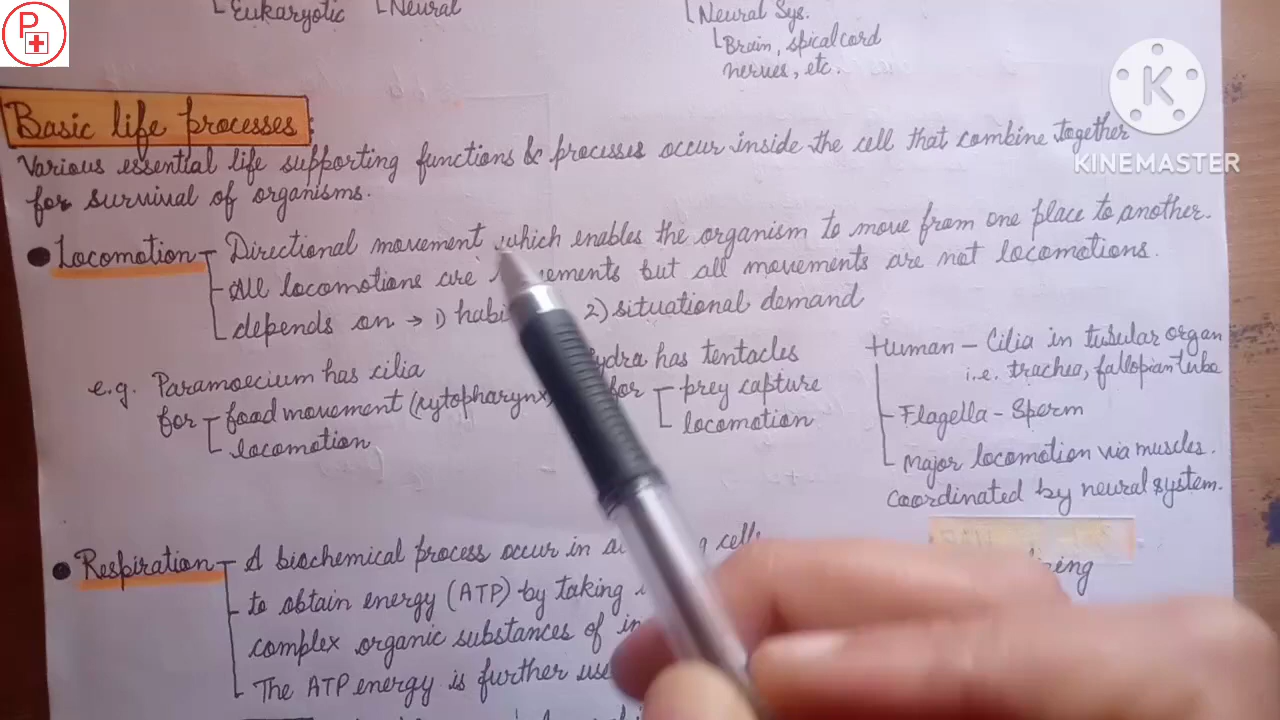 P
Eukaryotic
Neural
Neural Sys.
Brain, spical cord
nerves, etc.
K
KINEMASTER
Basic life processes :
Various essential life supporting functions & processes occur inside the cell that combine together
for survival of organisms.
Locomotion - Directional movement which enables the organism to move from one place to another.
All locomotions are movements but all movements are not locomotions.
depends on → 1) 2) situational demand
e.g. Paramoecium has cilia
for food movement (cytopharynx)
locomotion
Hydra has tentacles
for prey capture
locomotion
Human - Cilia in tubular organ
i.e. trachea, fallopian tube
Flagella - Sperm
Major locomotion via muscles.
coordinated by neural system.
Respiration - A biochemical process occur in cells
to obtain energy (ATP) by taking
complex organic substances of
The ATP energy is further